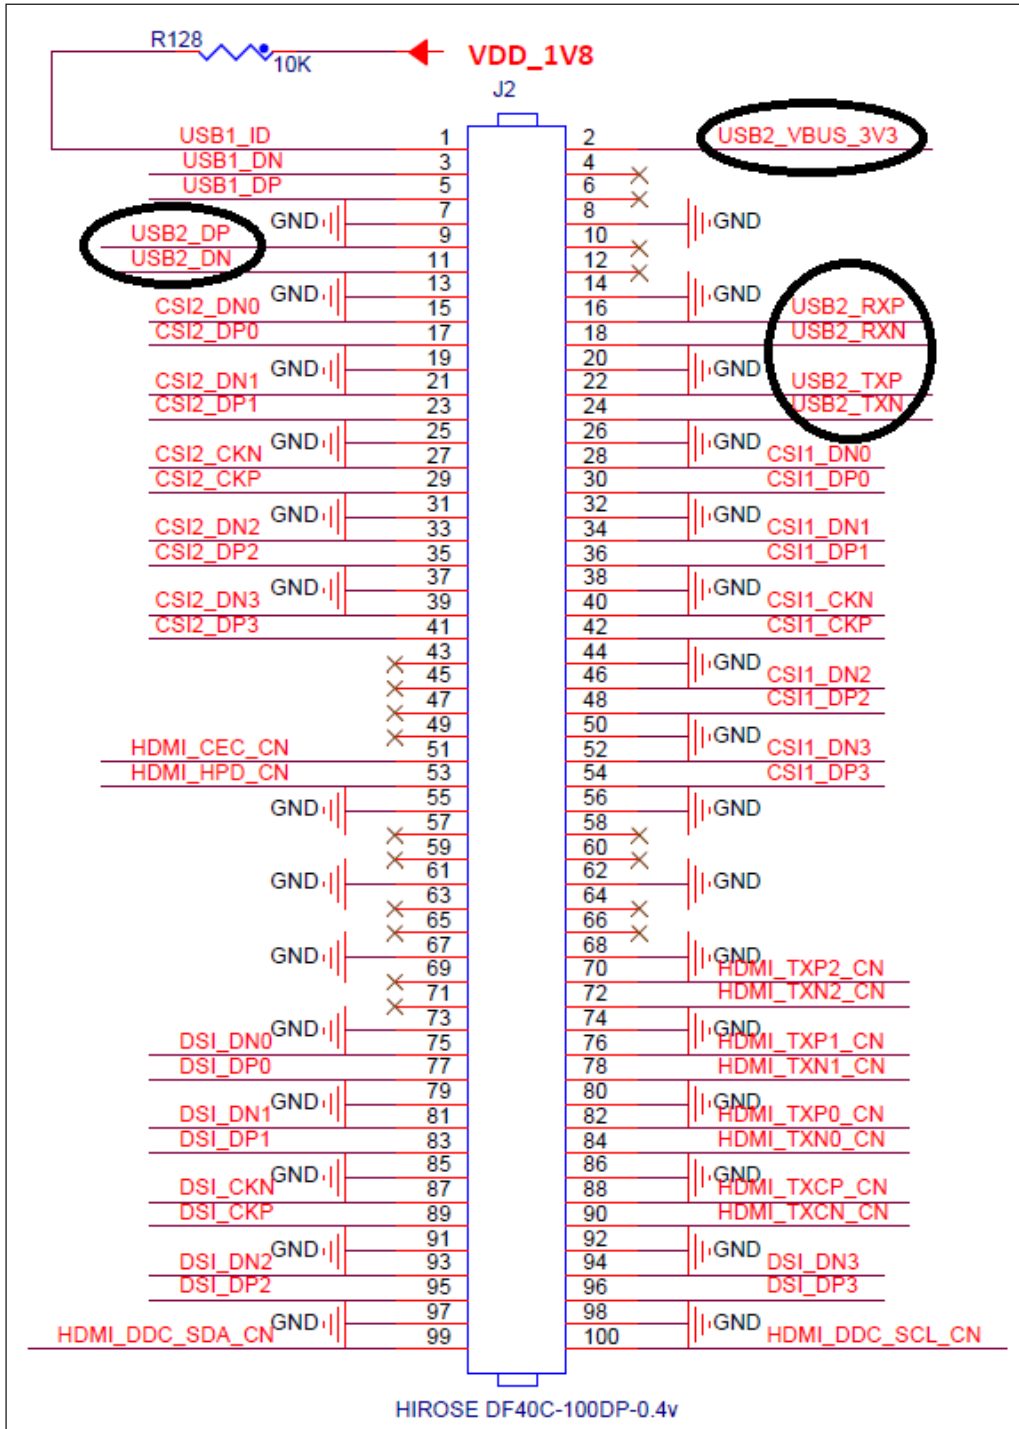 R128
10K
VDD_1V8
J2
USB1_ID 1 2 USB2_VBUS_3V3
USB1_DN 3 4
USB1_DP 5 6
GND 7 8 GND
USB2_DP 9 10
USB2_DN 11 12
GND 13 14 GND
CSI2_DN0 15 16 USB2_RXP
CSI2_DP0 17 18 USB2_RXN
GND 19 20 GND
CSI2_DN1 21 22 USB2_TXP
CSI2_DP1 23 24 USB2_TXN
GND 25 26 GND
CSI2_CKN 27 28 CSI1_DN0
CSI2_CKP 29 30 CSI1_DP0
GND 31 32 GND
CSI2_DN2 33 34 CSI1_DN1
CSI2_DP2 35 36 CSI1_DP1
GND 37 38 GND
CSI2_DN3 39 40 CSI1_CKN
CSI2_DP3 41 42 CSI1_CKP
43 44 GND
45 46 CSI1_DN2
47 48 CSI1_DP2
49 50 GND
HDMI_CEC_CN 51 52 CSI1_DN3
HDMI_HPD_CN 53 54 CSI1_DP3
GND 55 56 GND
57 58
59 60
GND 61 62 GND
63 64
65 66
GND 67 68 GND
69 70 HDMI_TXP2_CN
71 72 HDMI_TXN2_CN
GND 73 74 GND
DSI_DN0 75 76 HDMI_TXP1_CN
DSI_DP0 77 78 HDMI_TXN1_CN
GND 79 80 GND
DSI_DN1 81 82 HDMI_TXP0_CN
DSI_DP1 83 84 HDMI_TXN0_CN
GND 85 86 GND
DSI_CKN 87 88 HDMI_TXCP_CN
DSI_CKP 89 90 HDMI_TXCN_CN
GND 91 92 GND
DSI_DN2 93 94 DSI_DN3
DSI_DP2 95 96 DSI_DP3
GND 97 98 GND
HDMI_DDC_SDA_CN 99 100 HDMI_DDC_SCL_CN
HIROSE DF40C-100DP-0.4v